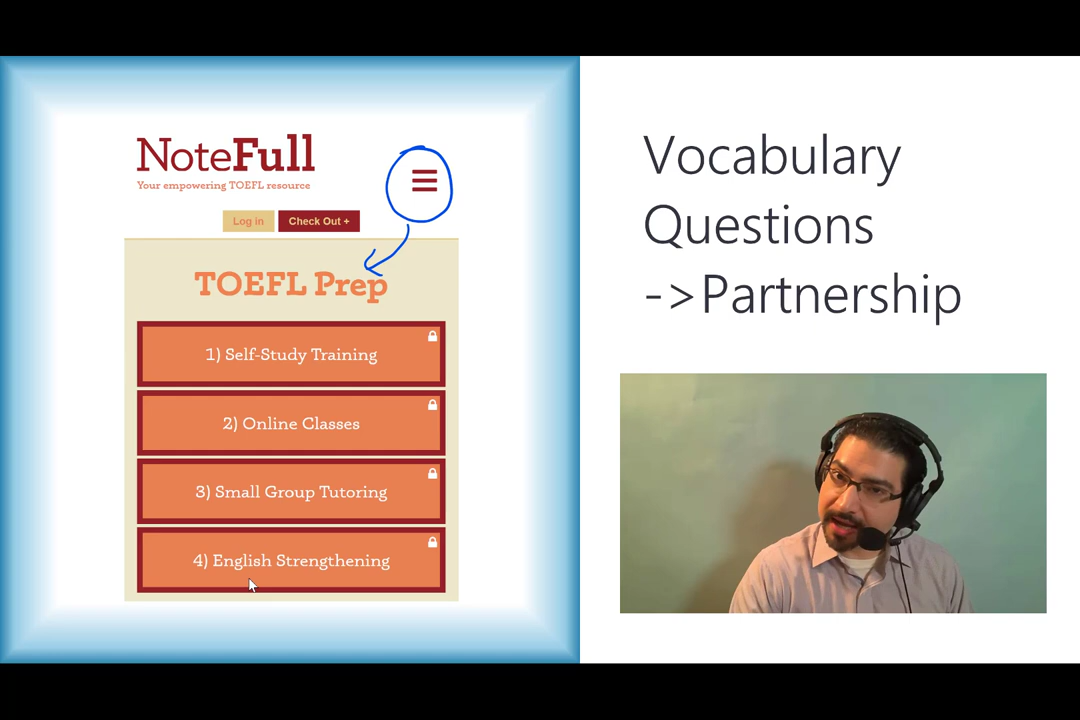 NoteFull
Your empowering TOEFL resource
Log in
Check Out +
TOEFL Prep
1) Self-Study Training
2) Online Classes
3) Small Group Tutoring
4) English Strengthening
Vocabulary
Questions
->Partnership